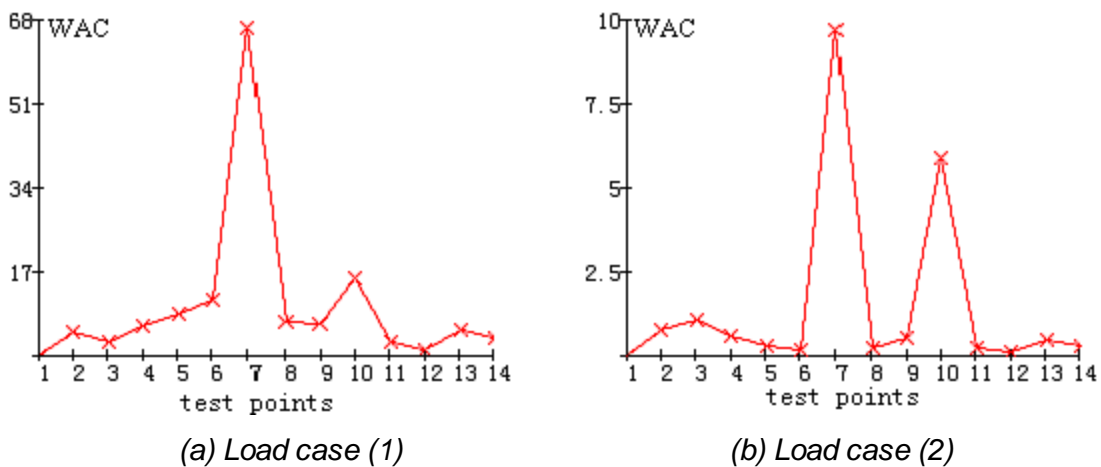 68 WAC
51
34
17
1 2 3 4 5 6 7 8 9 10 11 12 13 14
test points
(a) Load case (1)
10 WAC
7.5
5
2.5
1 2 3 4 5 6 7 8 9 10 11 12 13 14
test points
(b) Load case (2)